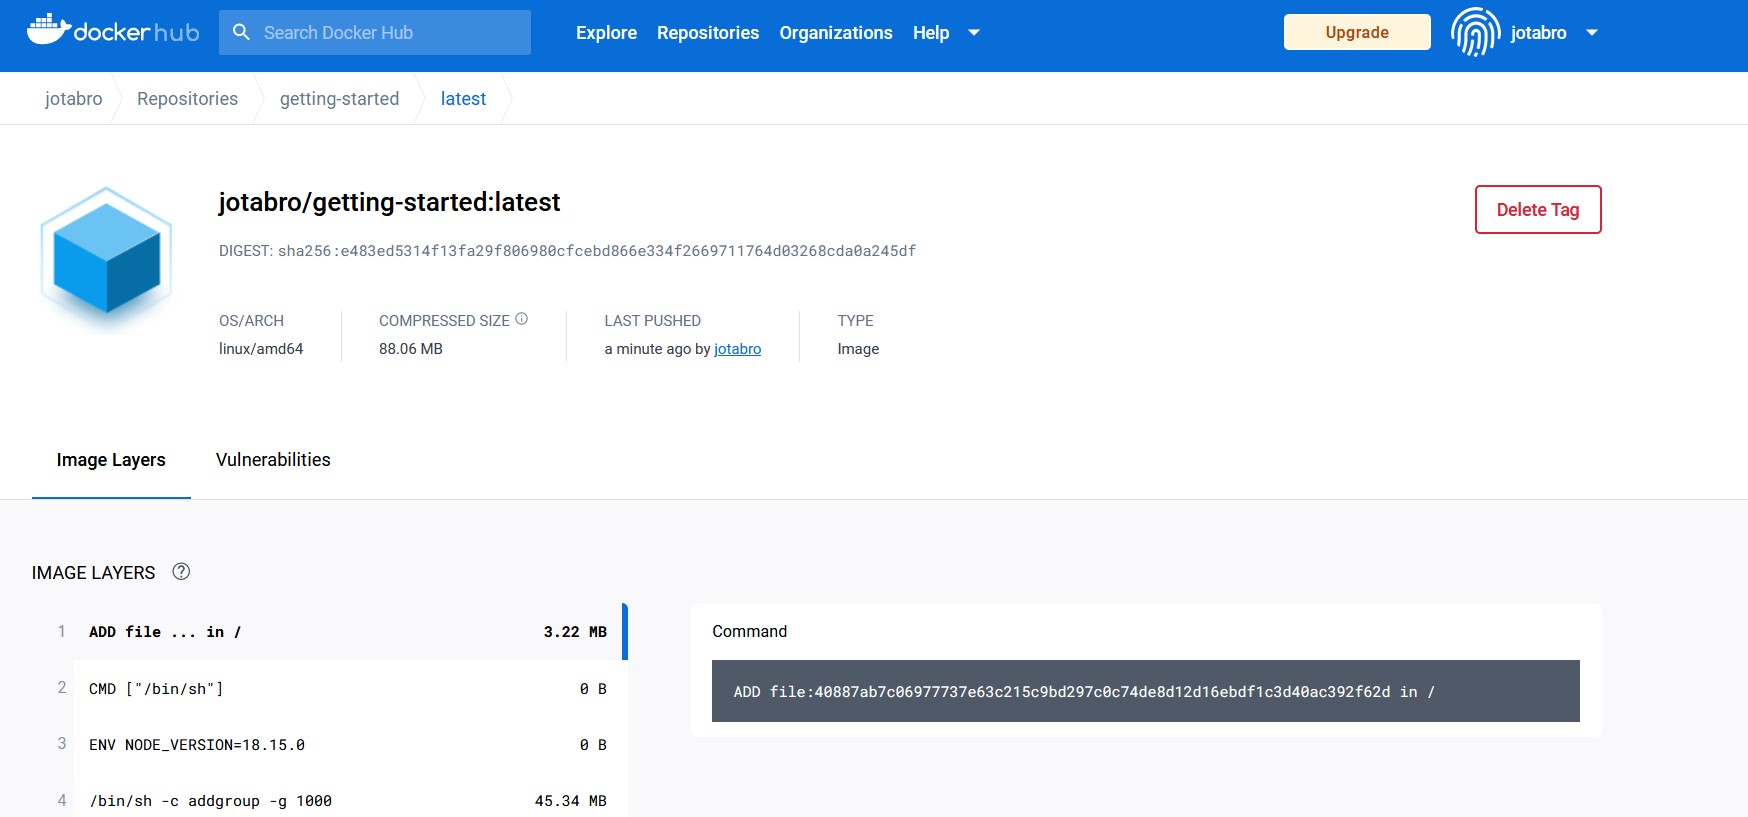 docker hub Search Docker Hub Explore Repositories Organizations Help Upgrade jotabro
jotabro Repositories getting-started latest
jotabro/getting-started:latest
Delete Tag
DIGEST: sha256:e483ed5314f13fa29f806980cfcebd866e334f2669711764d03268cda0a245df
OS/ARCH COMPRESSED SIZE LAST PUSHED TYPE
linux/amd64 88.06 MB a minute ago by jotabro Image
Image Layers Vulnerabilities
IMAGE LAYERS
1 ADD file ... in / 3.22 MB
2 CMD ["/bin/sh"] 0 B
3 ENV NODE_VERSION=18.15.0 0 B
4 /bin/sh -c addgroup -g 1000 45.34 MB
Command
ADD file:40887ab7c06977737e63c215c9bd297c0c74de8d12d16ebdf1c3d40ac392f62d in /